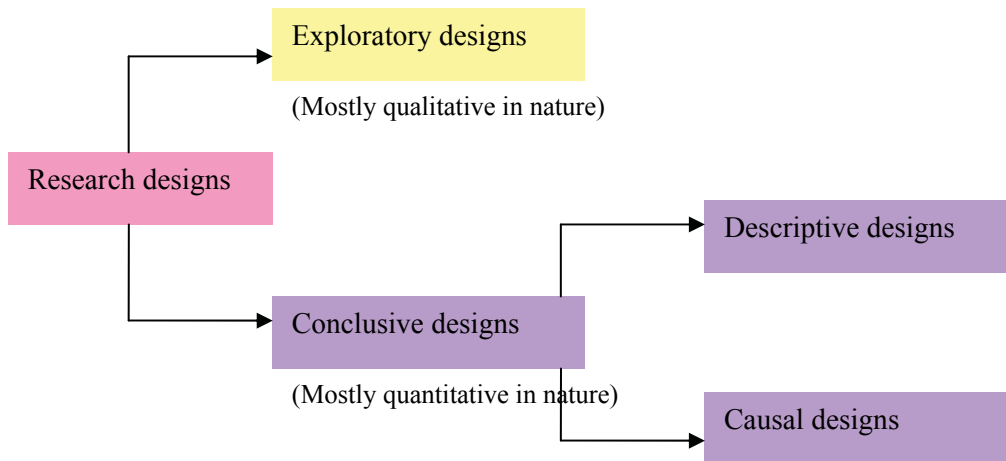 Exploratory designs
(Mostly qualitative in nature)
Research designs
Descriptive designs
Conclusive designs
(Mostly quantitative in nature)
Causal designs